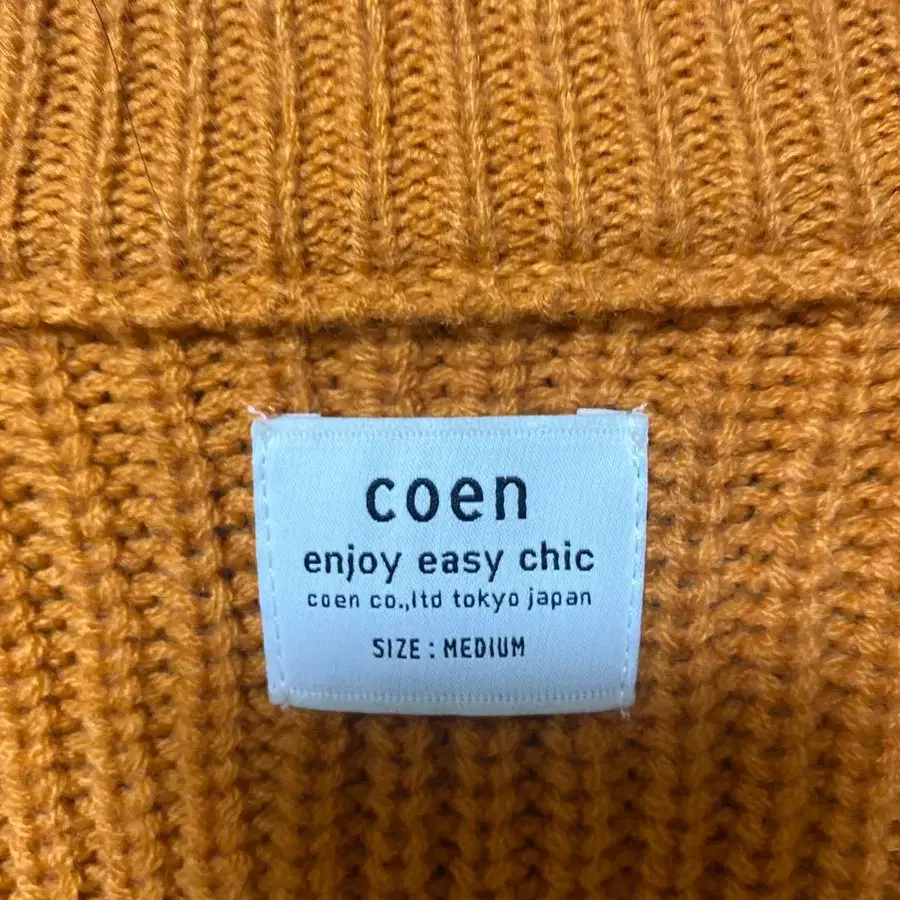 coen
enjoy easy chic
coen co.,ltd tokyo japan
SIZE : MEDIUM